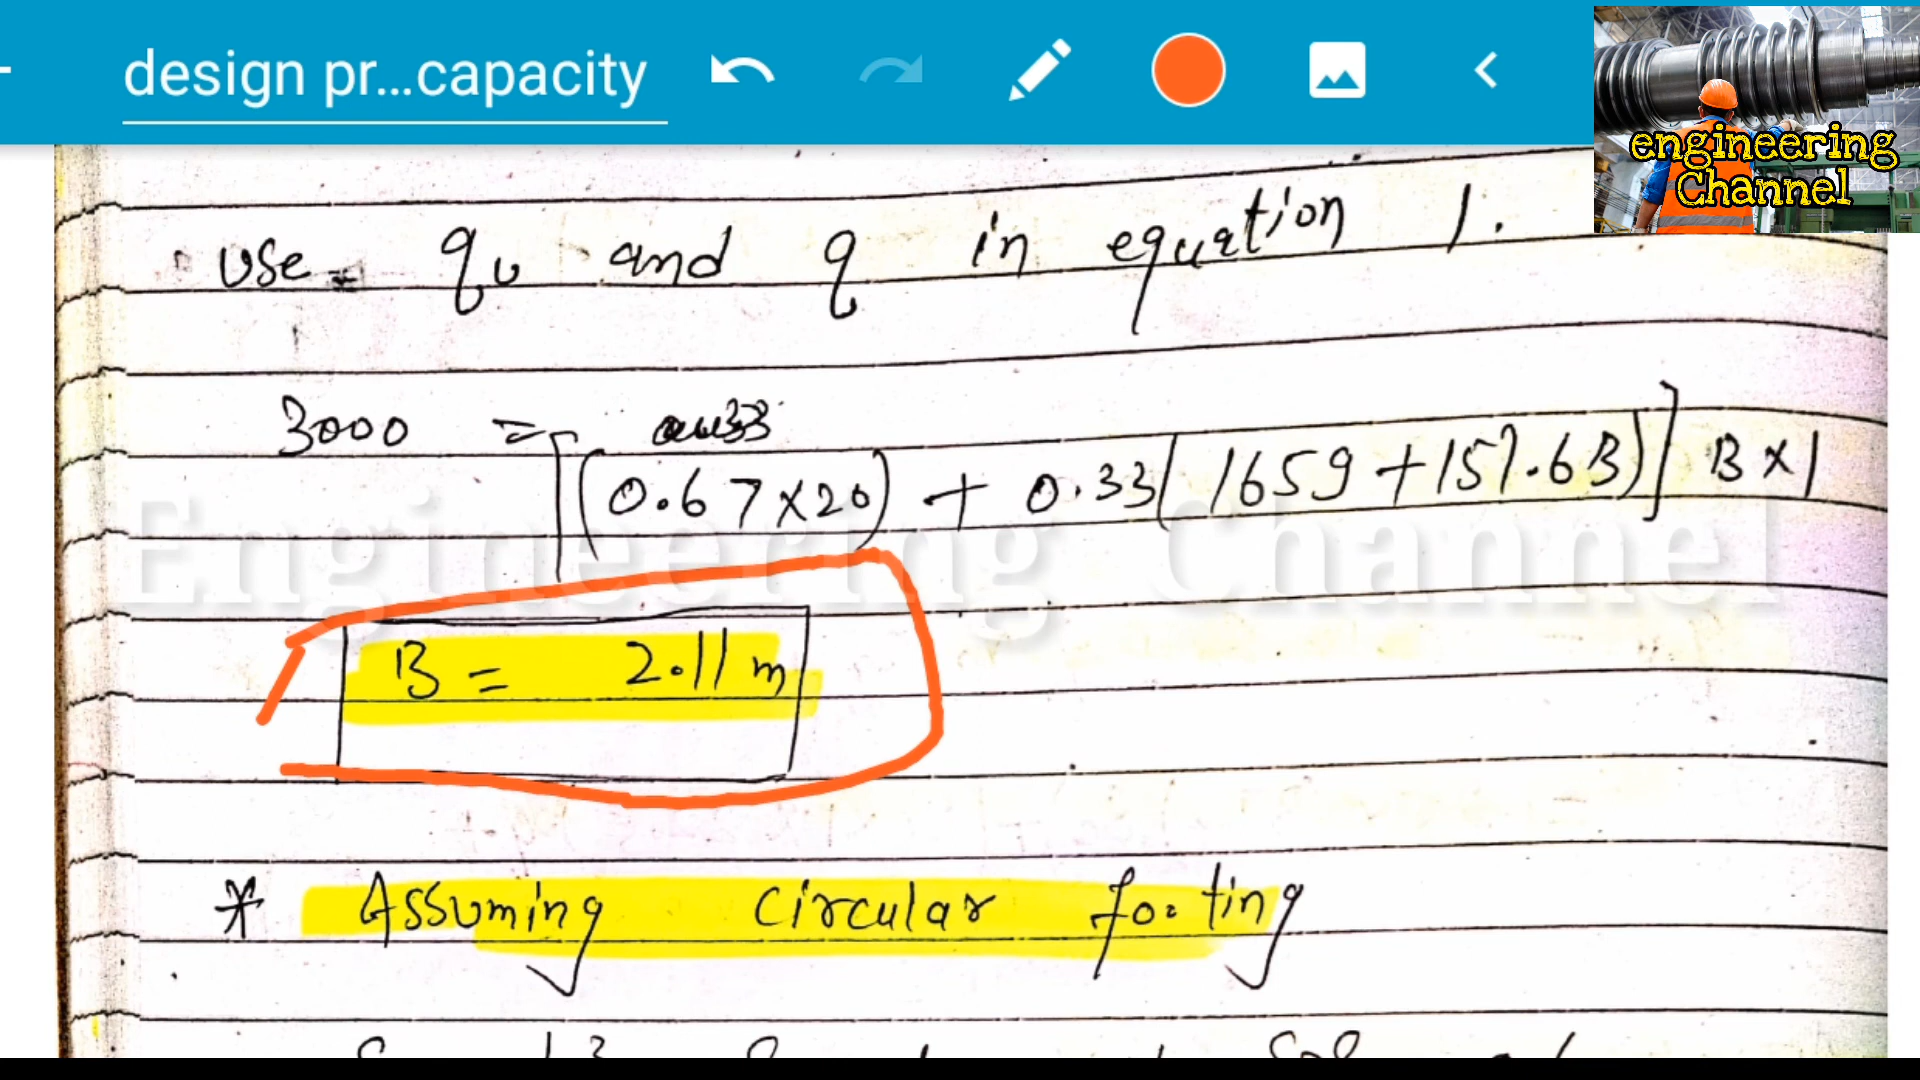 design pr...capacity
engineering
Channel
use qu and q in equation 1.
3000 = [(0.67×20) + 0.33(1659+157.6B)] B×1
Engineering Channel
B = 2.11 m
* Assuming circular footing